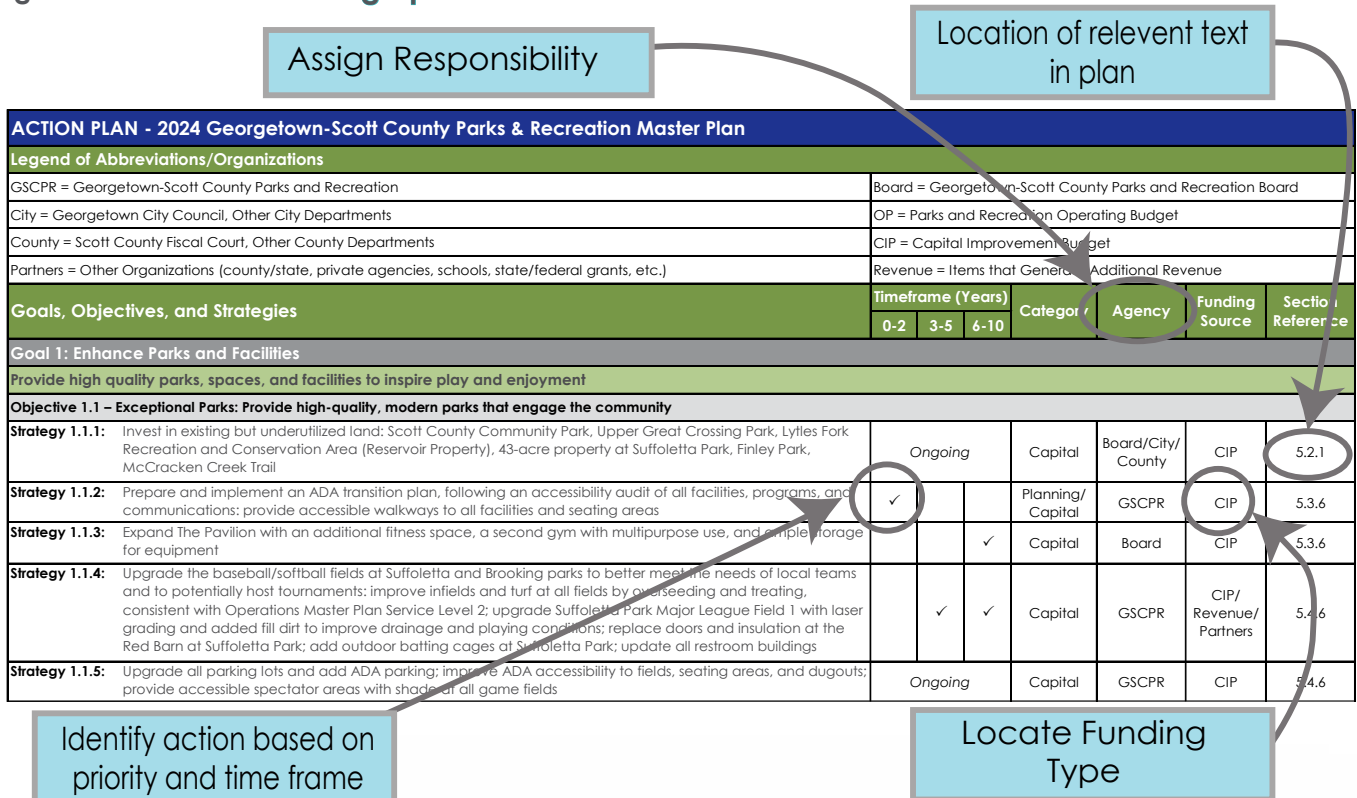 Assign Responsibility
Location of relevent text
in plan
ACTION PLAN - 2024 Georgetown-Scott County Parks & Recreation Master Plan
Legend of Abbreviations/Organizations
GSCPR = Georgetown-Scott County Parks and Recreation
Board = Georgetown-Scott County Parks and Recreation Board
City = Georgetown City Council, Other City Departments
OP = Parks and Recreation Operating Budget
County = Scott County Fiscal Court, Other County Departments
CIP = Capital Improvement Budget
Partners = Other Organizations (county/state, private agencies, schools, state/federal grants, etc.)
Revenue = Items that Generate Additional Revenue
Goals, Objectives, and Strategies
Timeframe (Years)
0-2 3-5 6-10
Category
Agency
Funding
Source
Section
Reference
Goal 1: Enhance Parks and Facilities
Provide high quality parks, spaces, and facilities to inspire play and enjoyment
Objective 1.1 – Exceptional Parks: Provide high-quality, modern parks that engage the community
Strategy 1.1.1: Invest in existing but underutilized land: Scott County Community Park, Upper Great Crossing Park, Lytles Fork
Recreation and Conservation Area (Reservoir Property), 43-acre property at Suffoletta Park, Finley Park,
McCracken Creek Trail
Ongoing
Capital
Board/City/
County
CIP
5.2.1
Strategy 1.1.2: Prepare and implement an ADA transition plan, following an accessibility audit of all facilities, programs, and
communications: provide accessible walkways to all facilities and seating areas
✓
Planning/
Capital
GSCPR
CIP
5.3.6
Strategy 1.1.3: Expand The Pavilion with an additional fitness space, a second gym with multipurpose use, and ample storage
for equipment
✓
Capital
Board
CIP
5.3.6
Strategy 1.1.4: Upgrade the baseball/softball fields at Suffoletta and Brooking parks to better meet the needs of local teams
and to potentially host tournaments: improve infields and turf at all fields by overseeding and treating,
consistent with Operations Master Plan Service Level 2; upgrade Suffoletta Park Major League Field 1 with laser
grading and added fill dirt to improve drainage and playing conditions; replace doors and insulation at the
Red Barn at Suffoletta Park; add outdoor batting cages at Suffoletta Park; update all restroom buildings
✓ ✓
Capital
GSCPR
CIP/
Revenue/
Partners
5.4.6
Strategy 1.1.5: Upgrade all parking lots and add ADA parking; improve ADA accessibility to fields, seating areas, and dugouts;
provide accessible spectator areas with shade at all game fields
Ongoing
Capital
GSCPR
CIP
5.4.6
Identify action based on
priority and time frame
Locate Funding
Type